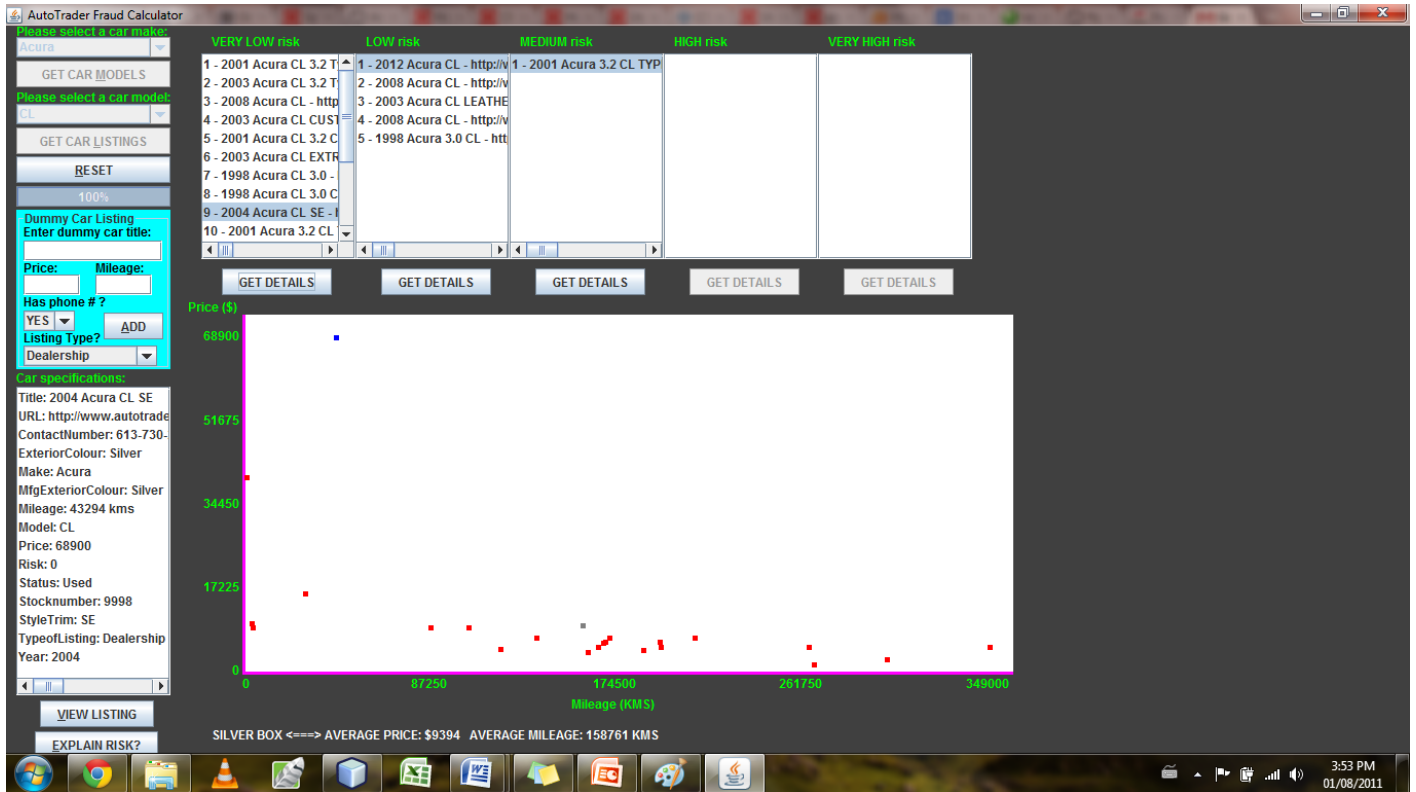 AutoTrader Fraud Calculator
Please select a car make:
Acura
GET CAR MODELS
Please select a car model:
CL
GET CAR LISTINGS
RESET
100%
Dummy Car Listing
Enter dummy car title:
Price: Mileage:
Has phone # ?
YES
ADD
Listing Type?
Dealership
Car specifications:
Title: 2004 Acura CL SE
URL: http://www.autotrade
ContactNumber: 613-730-
ExteriorColour: Silver
Make: Acura
MfgExteriorColour: Silver
Mileage: 43294 kms
Model: CL
Price: 68900
Risk: 0
Status: Used
Stocknumber: 9998
StyleTrim: SE
TypeofListing: Dealership
Year: 2004
VIEW LISTING
EXPLAIN RISK?
VERY LOW risk
1 - 2001 Acura CL 3.2 T
2 - 2003 Acura CL 3.2 T
3 - 2008 Acura CL - http
4 - 2003 Acura CL CUST
5 - 2001 Acura CL 3.2 C
6 - 2003 Acura CL EXTR
7 - 1998 Acura CL 3.0 -
8 - 1998 Acura CL 3.0 C
9 - 2004 Acura CL SE -
10 - 2001 Acura 3.2 CL
GET DETAILS
LOW risk
1 - 2012 Acura CL - http://v
2 - 2008 Acura CL - http://v
3 - 2003 Acura CL LEATHE
4 - 2008 Acura CL - http://v
5 - 1998 Acura 3.0 CL - htt
GET DETAILS
MEDIUM risk
1 - 2001 Acura 3.2 CL TYP
GET DETAILS
HIGH risk
GET DETAILS
VERY HIGH risk
GET DETAILS
Price ($)
68900
51675
34450
17225
0
0 87250 174500 261750 349000
Mileage (KMS)
SILVER BOX <===> AVERAGE PRICE: $9394 AVERAGE MILEAGE: 158761 KMS
3:53 PM
01/08/2011